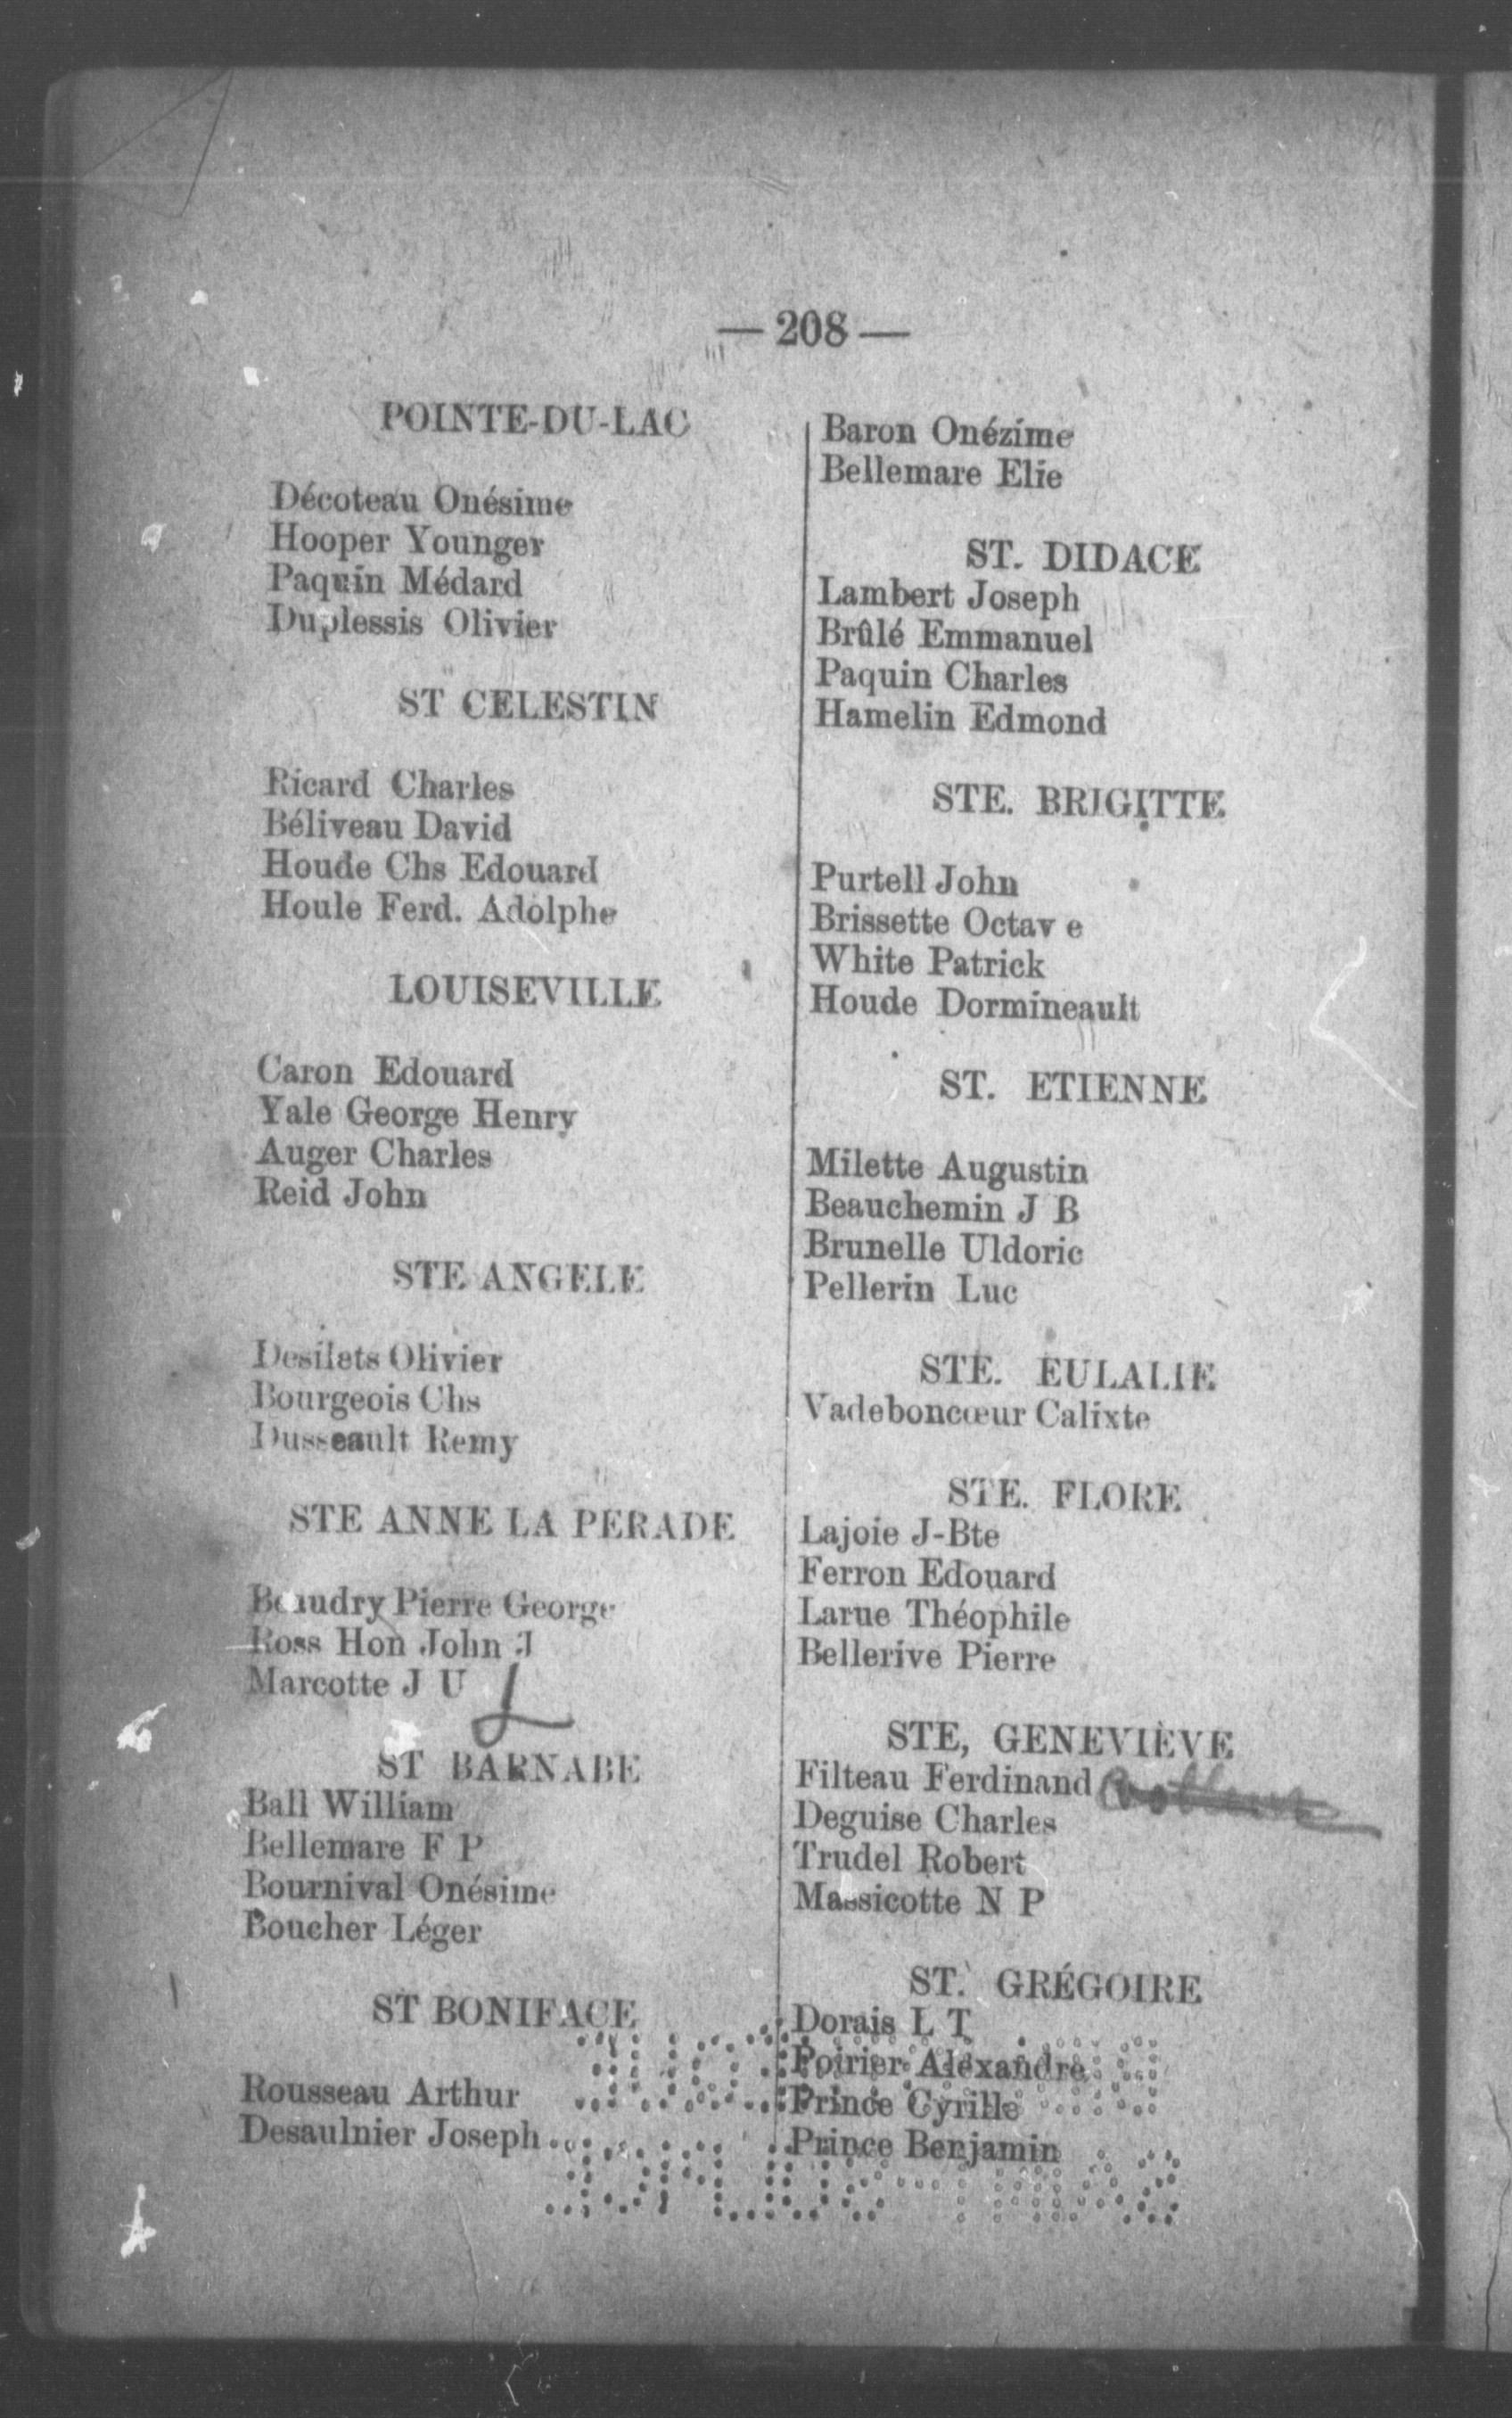 — 208 —
POINTE-DU-LAC
Décoteau Onésime
Hooper Younger
Paquin Médard
Duplessis Olivier
ST CELESTIN
Ricard Charles
Béliveau David
Houde Chs Edouard
Houle Ferd. Adolphe
LOUISEVILLE
Caron Edouard
Yale George Henry
Auger Charles
Reid John
STE ANGELE
Desilets Olivier
Bourgeois Chs
Dusseault Remy
STE ANNE LA PERADE
Beaudry Pierre George
Ross Hon John J
Marcotte J U
ST BARNABE
Ball William
Bellemare F P
Bournival Onésime
Boucher Léger
ST BONIFACE
Rousseau Arthur
Desaulnier Joseph
Baron Onézime
Bellemare Elie
ST. DIDACE
Lambert Joseph
Brûlé Emmanuel
Paquin Charles
Hamelin Edmond
STE. BRIGITTE
Purtell John
Brissette Octav e
White Patrick
Houde Dormineault
ST. ETIENNE
Milette Augustin
Beauchemin J B
Brunelle Uldoric
Pellerin Luc
STE. EULALIE
Vadeboncœur Calixte
STE. FLORE
Lajoie J-Bte
Ferron Edouard
Larue Théophile
Bellerive Pierre
STE, GENEVIÈVE
Filteau Ferdinand
Deguise Charles
Trudel Robert
Massicotte N P
ST. GRÉGOIRE
Dorais L T
Poirier Alexandre
Prince Cyrille
Prince Benjamin